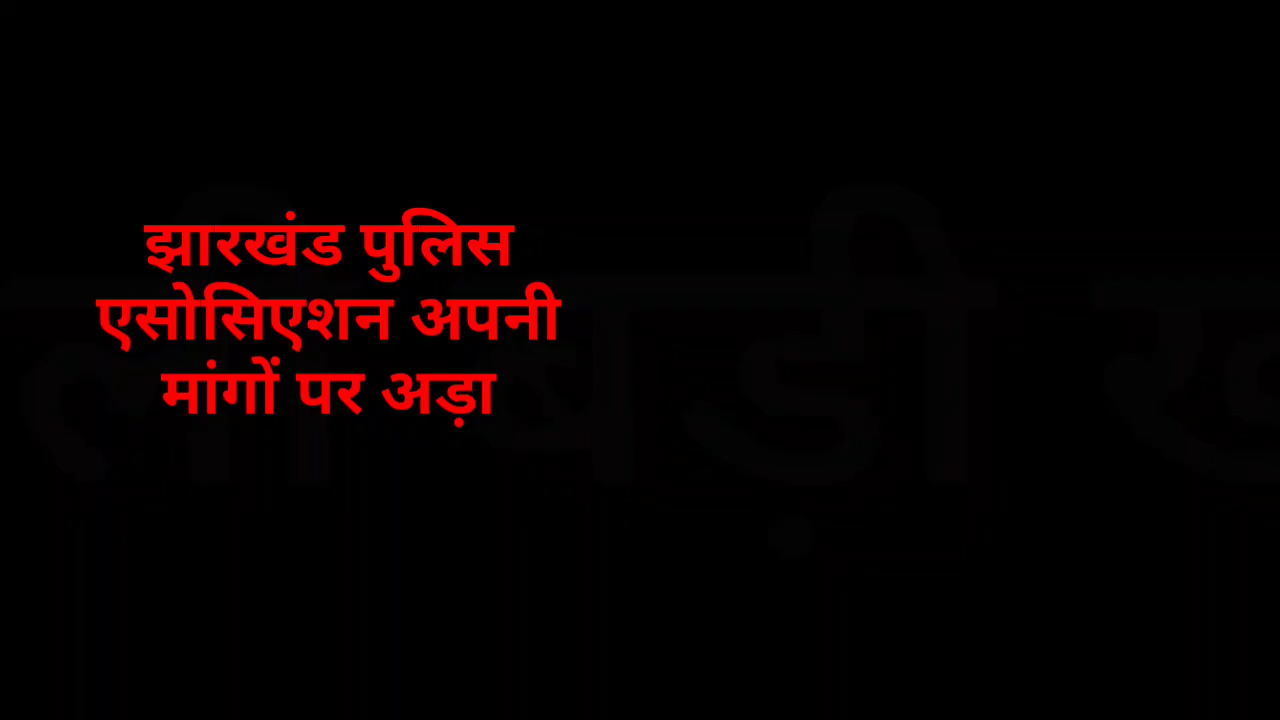 झारखंड पुलिस
एसोसिएशन अपनी
मांगों पर अड़ा